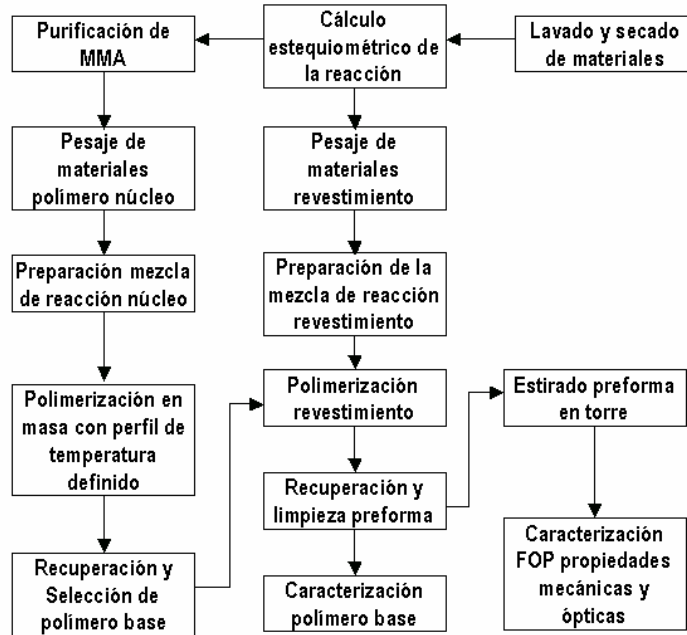 Purificación de
MMA
Cálculo
estequiométrico de
la reacción
Lavado y secado
de materiales
Pesaje de
materiales
polímero núcleo
Pesaje de
materiales
revestimiento
Preparación mezcla
de reacción núcleo
Preparación de la
mezcla de reacción
revestimiento
Polimerización en
masa con perfil de
temperatura
definido
Polimerización
revestimiento
Estirado preforma
en torre
Recuperación y
limpieza preforma
Recuperación y
Selección de
polímero base
Caracterización
polímero base
Caracterización
FOP propiedades
mecánicas y
ópticas